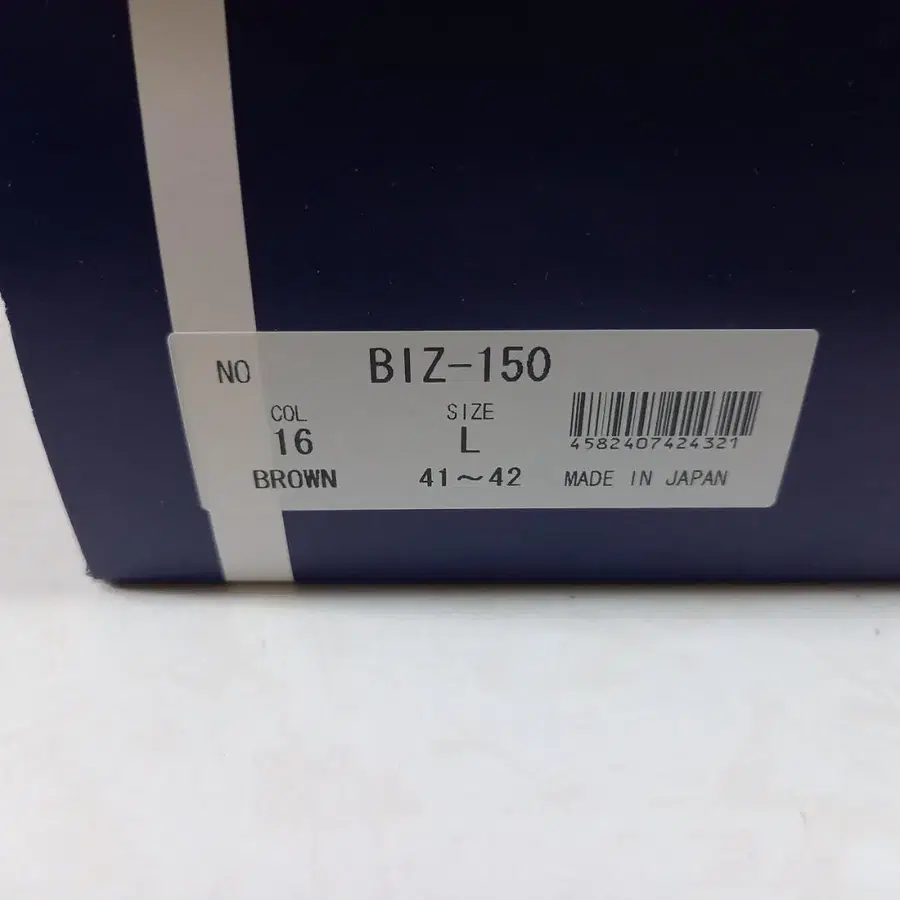 NO BIZ-150
COL SIZE
16 L
4582407424321
BROWN 41～42 MADE IN JAPAN